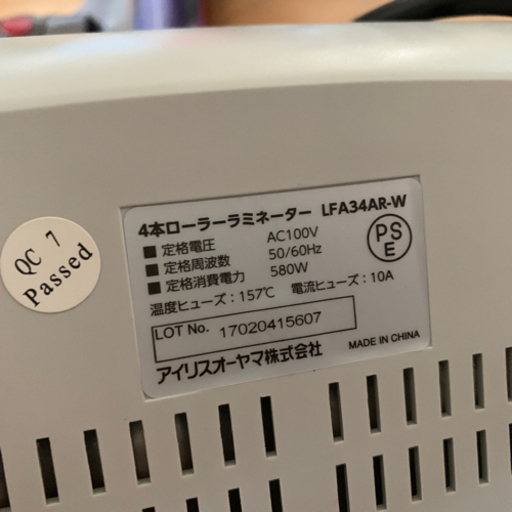 4本ローラーラミネーター LFA34AR-W
■ 定格電圧 AC100V
■ 定格周波数 50/60Hz
■ 定格消費電力 580W
温度ヒューズ：157℃ 電流ヒューズ：10A
LOT No. 17020415607
アイリスオーヤマ株式会社 MADE IN CHINA
PS
E
QC 7
Passed